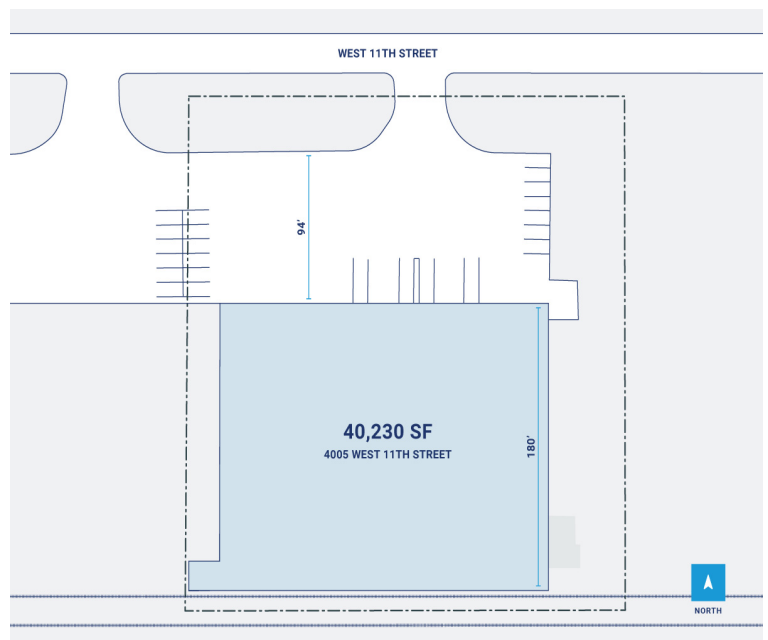 WEST 11TH STREET
94'
40,230 SF
4005 WEST 11TH STREET
180'
NORTH